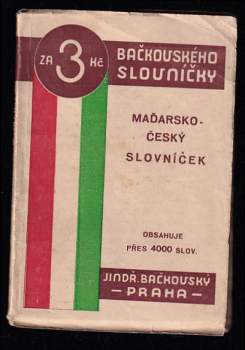 ZA 3 Kč
BAČKOVSKÉHO
SLOVNÍČKY
MAĎARSKO-
ČESKÝ
SLOVNÍČEK
OBSAHUJE
PŘES 4000 SLOV.
JINDŘ. BAČKOVSKÝ
— PRAHA —